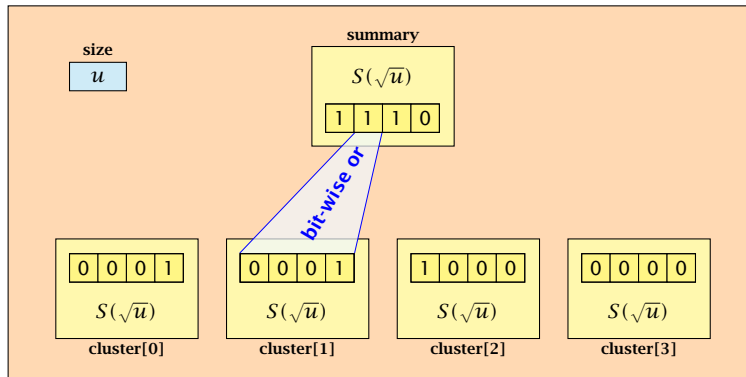 summary
size
u
S(√u)
1 1 1 0
bit-wise or
0 0 0 1
0 0 0 1
1 0 0 0
0 0 0 0
S(√u)
S(√u)
S(√u)
S(√u)
cluster[0]
cluster[1]
cluster[2]
cluster[3]